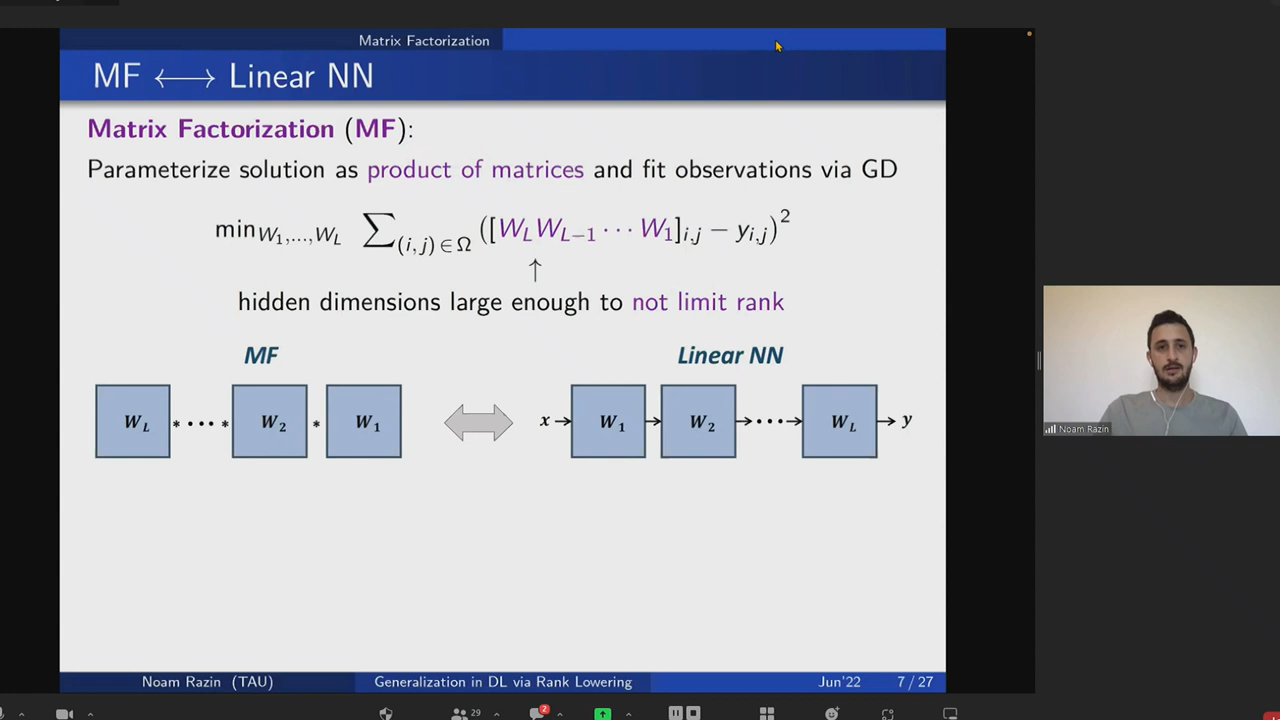 Matrix Factorization
MF ⟷ Linear NN
Matrix Factorization (MF):
Parameterize solution as product of matrices and fit observations via GD
min_{W_1,...,W_L} ∑_{(i,j)∈Ω} ([W_L W_{L−1} ··· W_1]_{i,j} − y_{i,j})^2
↑
hidden dimensions large enough to not limit rank
MF
Linear NN
W_L * ···· * W_2 * W_1
x → W_1 → W_2 → ··· → W_L → y
Noam Razin
Noam Razin (TAU) Generalization in DL via Rank Lowering Jun'22 7 / 27
29 2